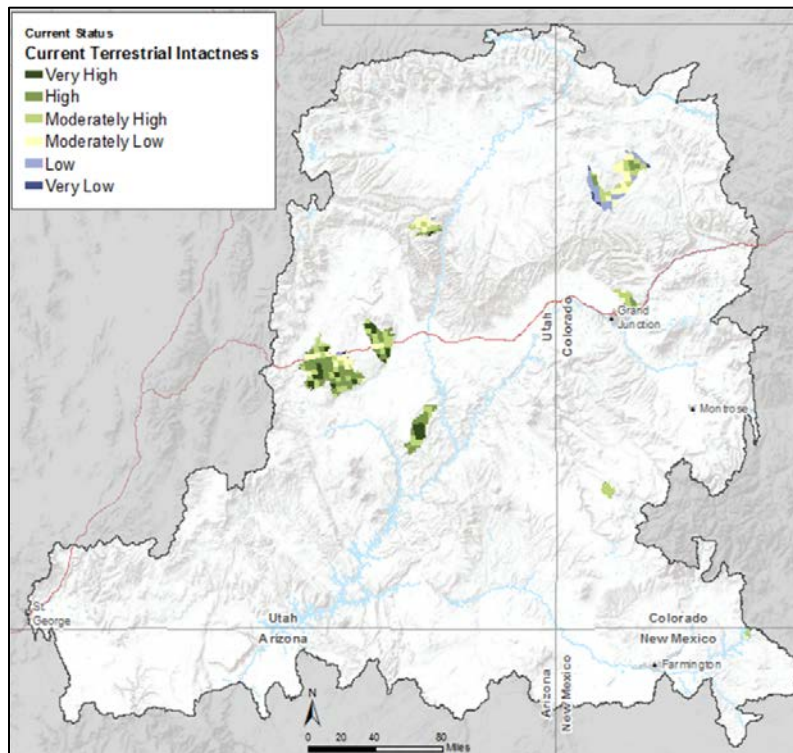 Current Status
Current Terrestrial Intactness
Very High
High
Moderately High
Moderately Low
Low
Very Low
Utah
Colorado
Grand
Junction
Montrose
St.
George
Utah
Arizona
Colorado
New Mexico
Farmington
Arizona
New Mexico
N
0 20 40 80
Miles